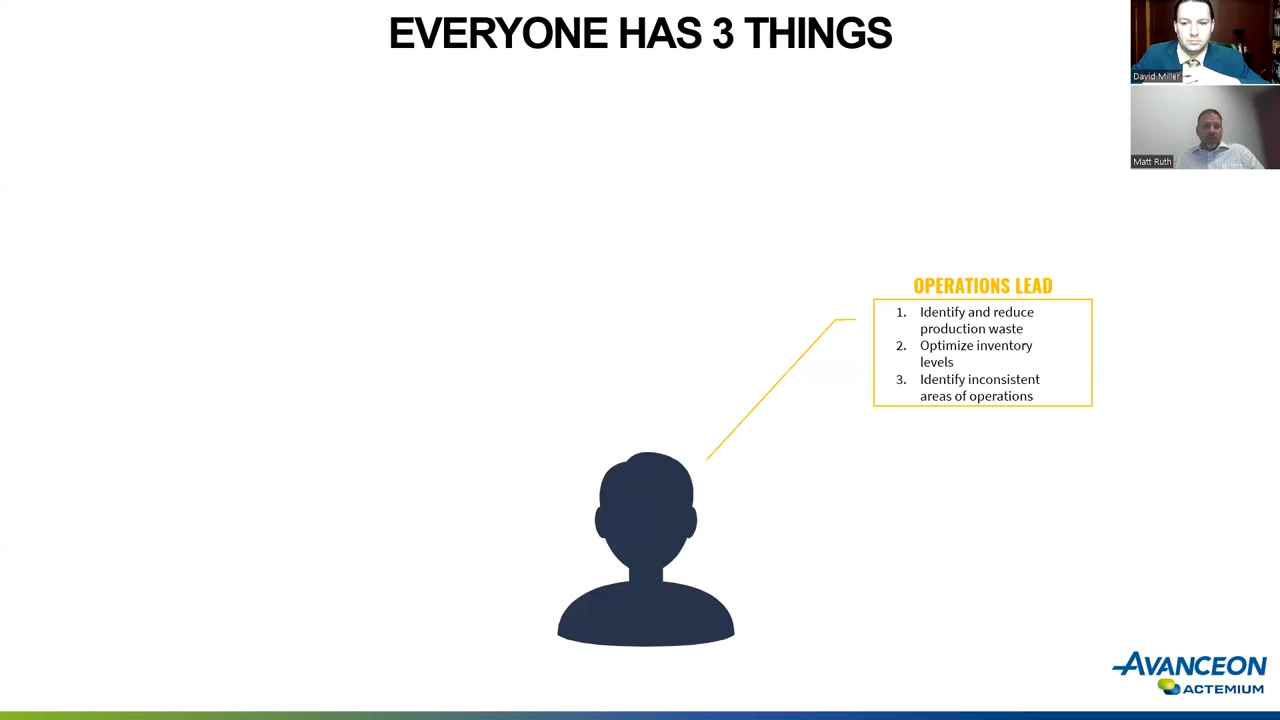 EVERYONE HAS 3 THINGS
David Miller
Matt Ruth
OPERATIONS LEAD
1. Identify and reduce
production waste
2. Optimize inventory
levels
3. Identify inconsistent
areas of operations
AVANCEON
ACTEMIUM